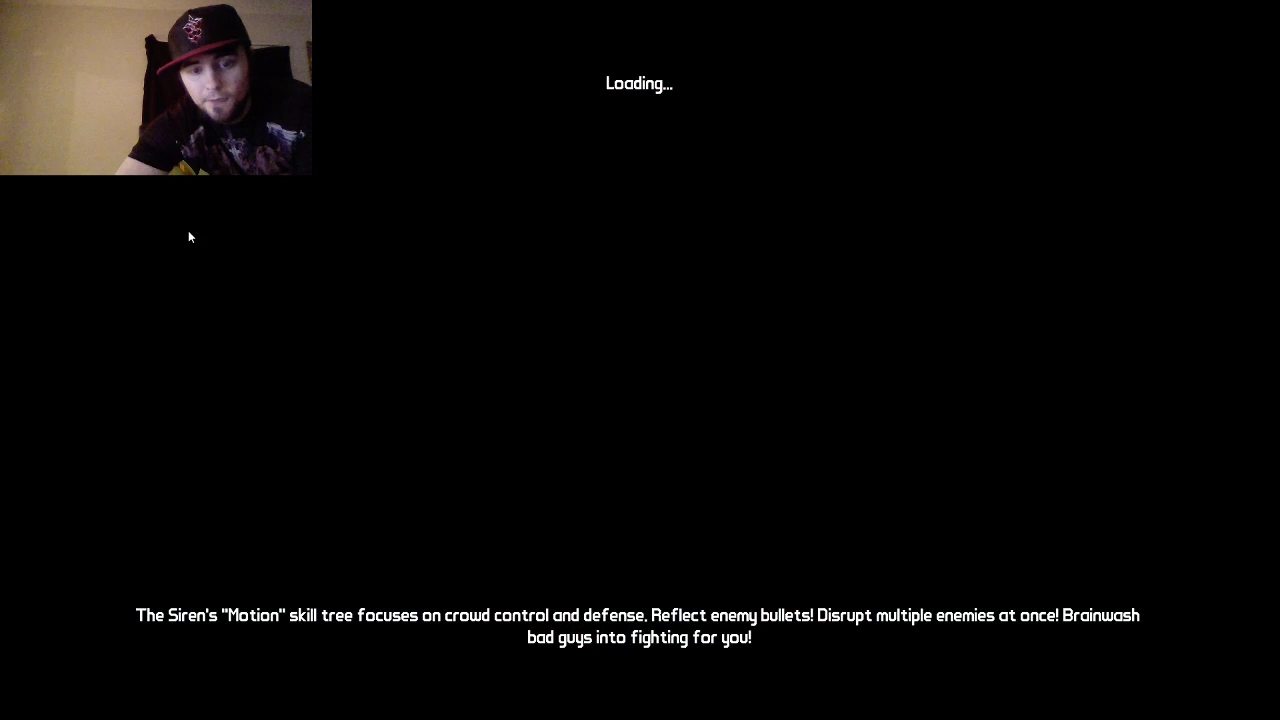 Loading...
The Siren's "Motion" skill tree focuses on crowd control and defense. Reflect enemy bullets! Disrupt multiple enemies at once! Brainwash
bad guys into fighting for you!